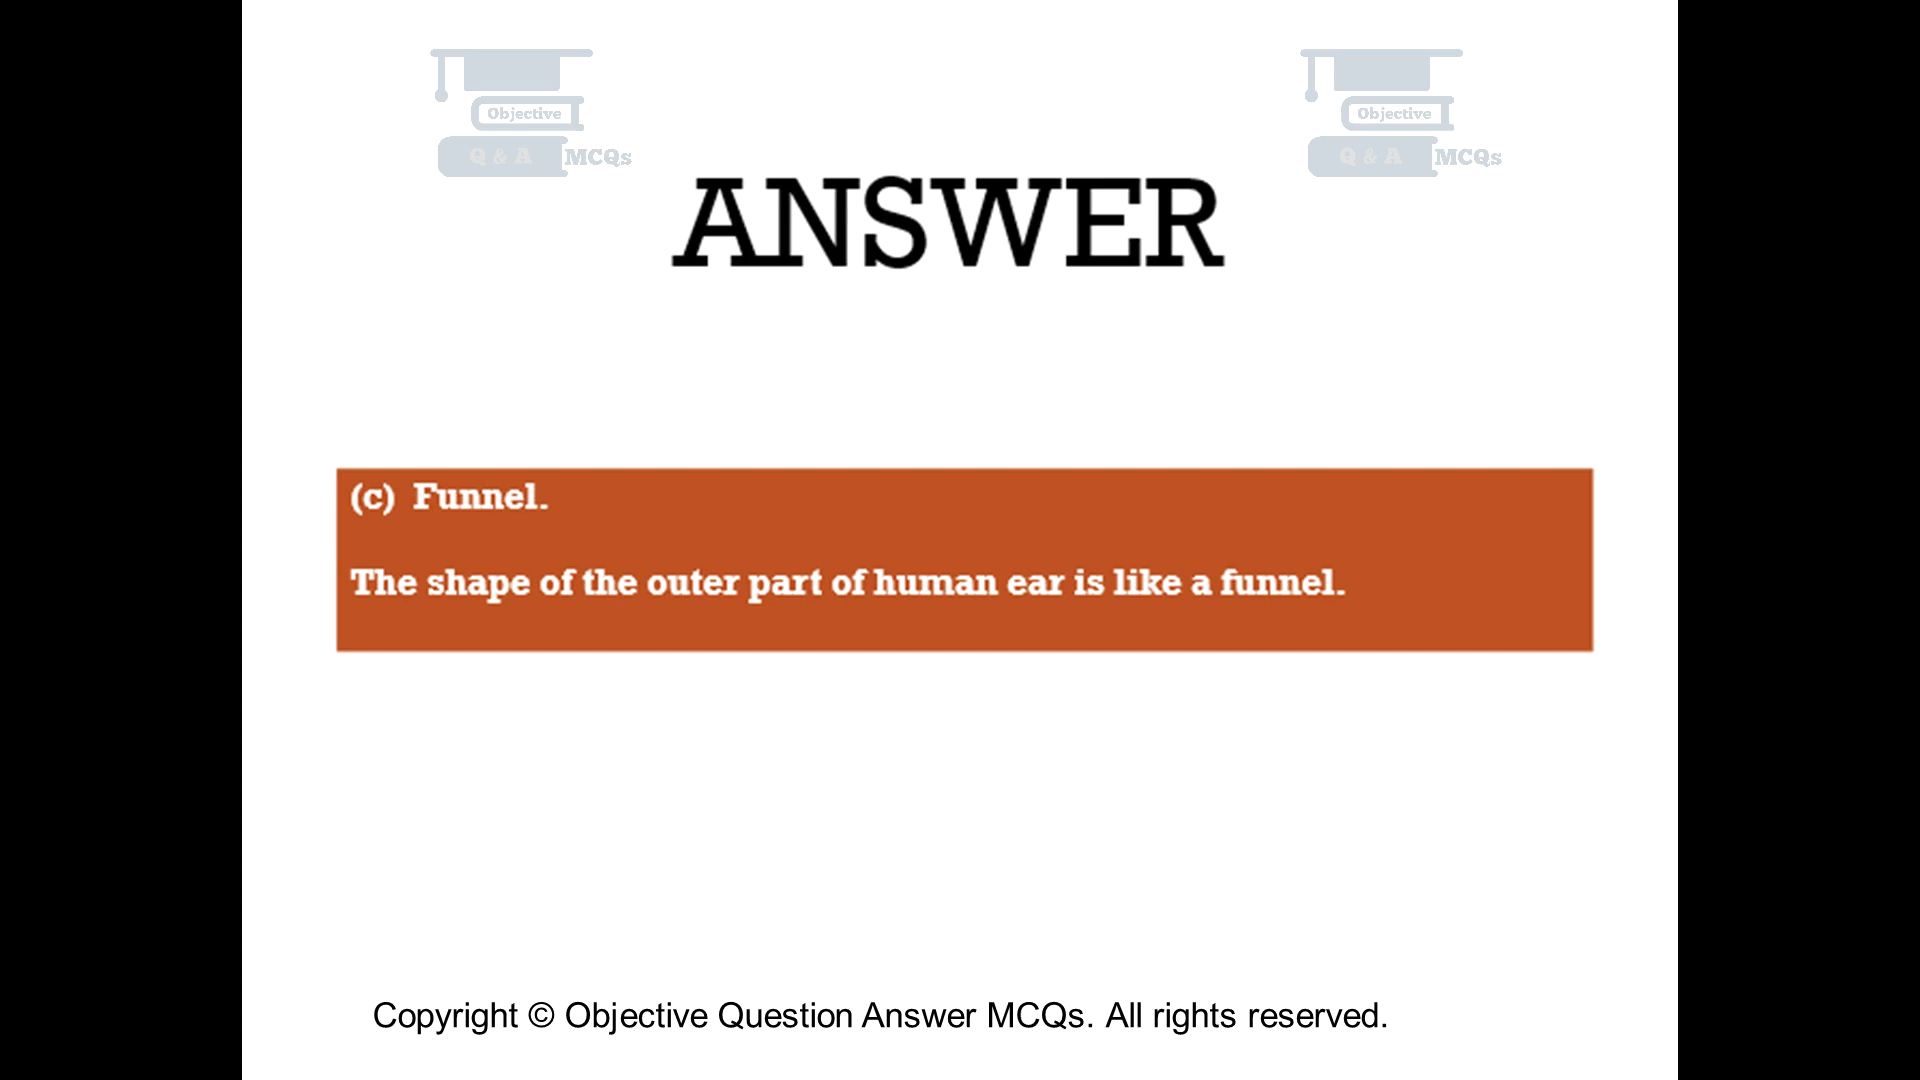 Objective
Q & A MCQs
Objective
Q & A MCQs
ANSWER
(c) Funnel.
The shape of the outer part of human ear is like a funnel.
Copyright © Objective Question Answer MCQs. All rights reserved.